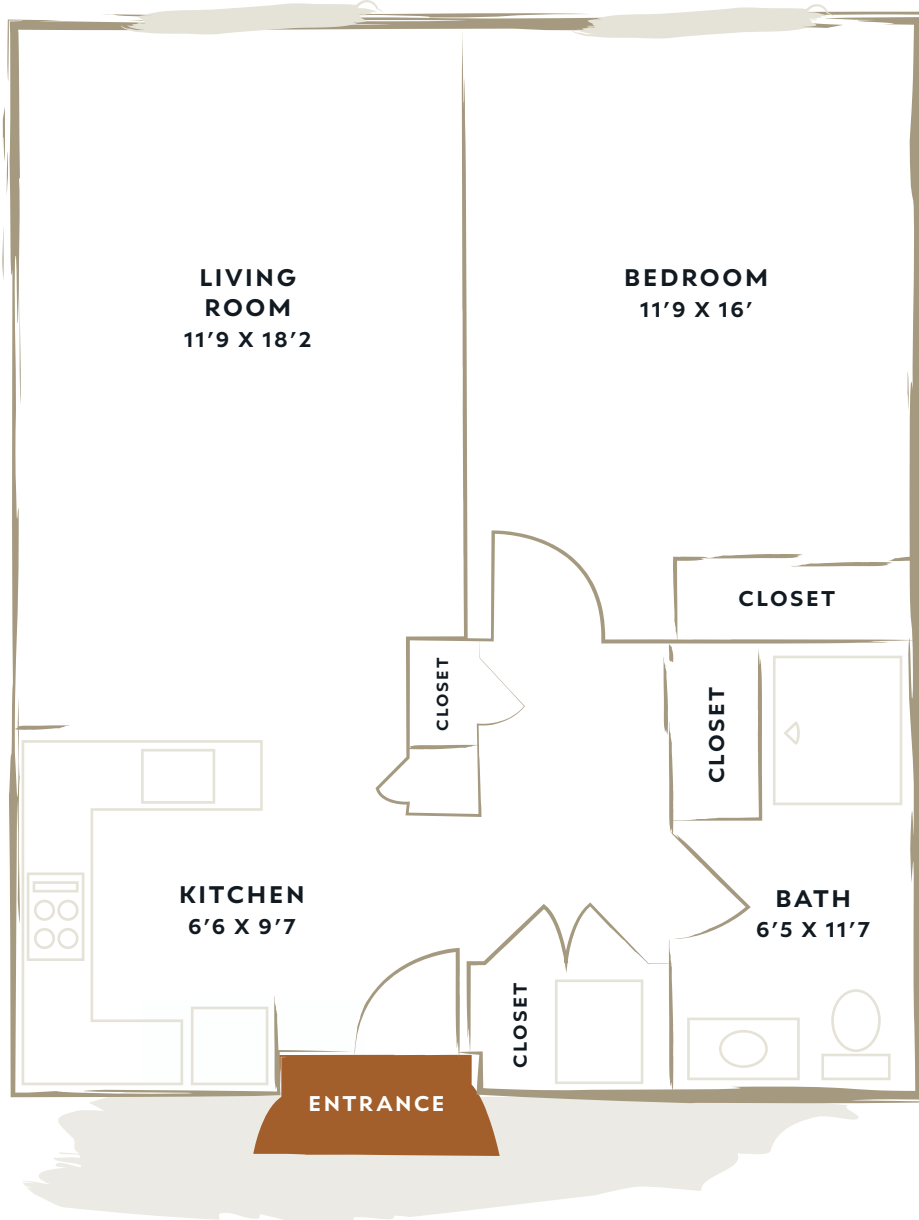 LIVING
ROOM
11′9 X 18′2
BEDROOM
11′9 X 16′
CLOSET
CLOSET
CLOSET
KITCHEN
6′6 X 9′7
BATH
6′5 X 11′7
CLOSET
ENTRANCE